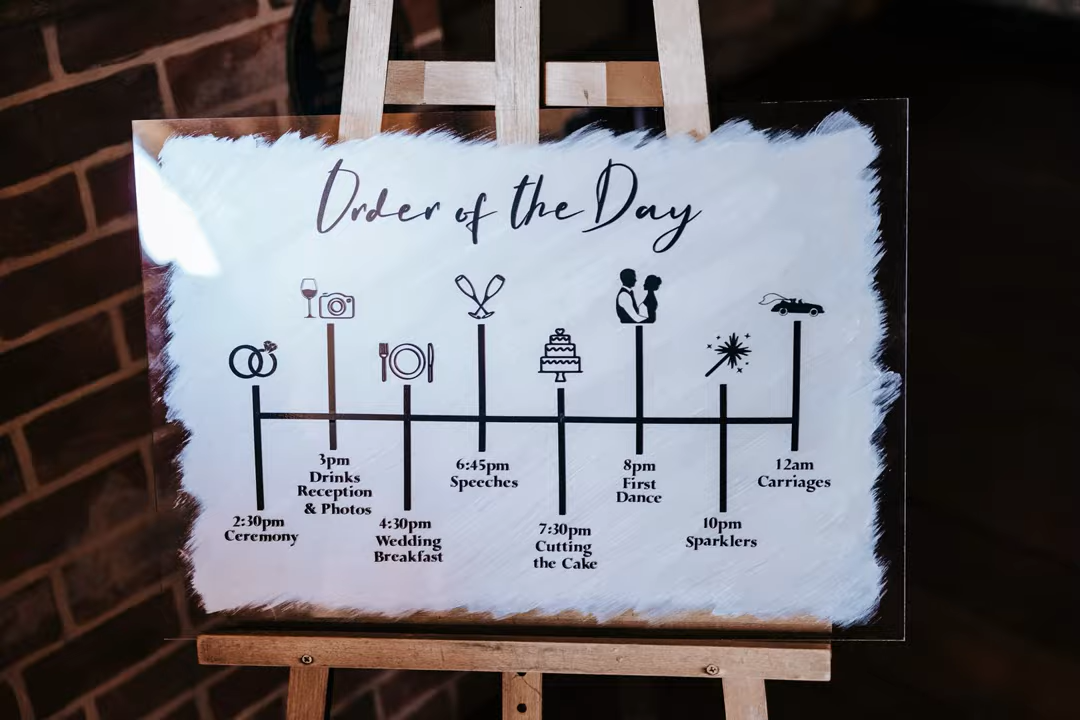 Order of the Day
2:30pm
Ceremony
3pm
Drinks
Reception
& Photos
4:30pm
Wedding
Breakfast
6:45pm
Speeches
7:30pm
Cutting
the Cake
8pm
First
Dance
10pm
Sparklers
12am
Carriages